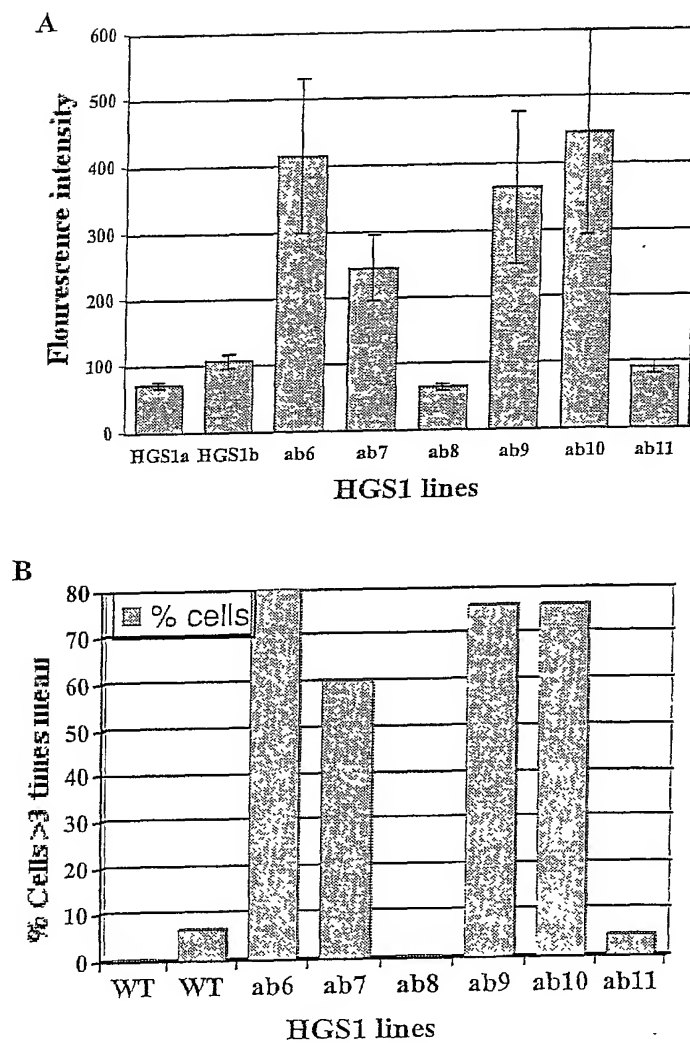 A
600
500
400
300
200
100
0
Flourescence intensity
HGS1a HGS1b ab6 ab7 ab8 ab9 ab10 ab11
HGS1 lines
B
80
70
60
50
40
30
20
10
0
% cells
% Cells >3 times mean
WT WT ab6 ab7 ab8 ab9 ab10 ab11
HGS1 lines